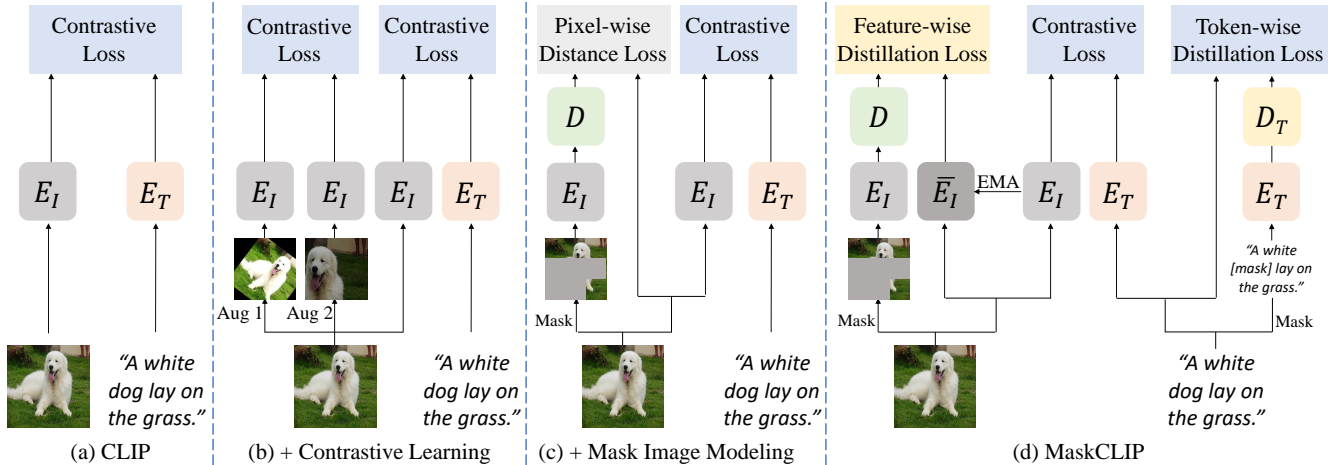 Contrastive
Loss
E_I
E_T
“A white
dog lay on
the grass.”
(a) CLIP
Contrastive
Loss
Contrastive
Loss
E_I
E_I
E_I
E_T
Aug 1
Aug 2
“A white
dog lay on
the grass.”
(b) + Contrastive Learning
Pixel-wise
Distance Loss
Contrastive
Loss
D
E_I
E_I
E_T
Mask
“A white
dog lay on
the grass.”
(c) + Mask Image Modeling
Feature-wise
Distillation Loss
Contrastive
Loss
Token-wise
Distillation Loss
D
D_T
E_I
E̅_I
EMA
E_I
E_T
E_T
“A white
[mask] lay on
the grass.”
Mask
Mask
“A white
dog lay on
the grass.”
(d) MaskCLIP